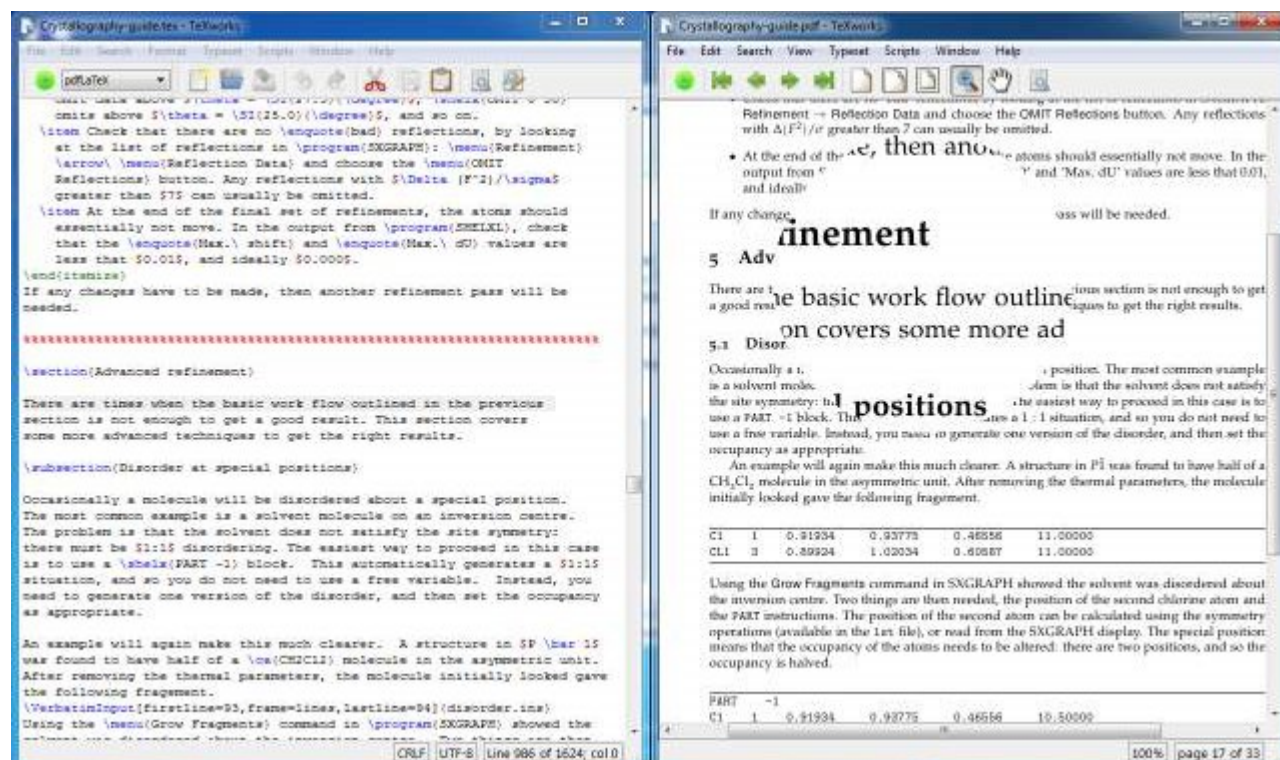 Crystallography-guide.tex - TeXworks
File Edit Search Format Typeset Scripts Window Help
pdfLaTeX
omits above $\theta = \SI{25.0}{\degree}$, and so on.
\item Check that there are no \enquote{bad} reflections, by looking
at the list of reflections in \program{SXGRAPH}: \menu{Refinement}
\arrow\ \menu{Reflection Data} and choose the \menu{OMIT
Reflections} button. Any reflections with $\Delta (F^2)/\sigma$
greater than $7$ can usually be omitted.
\item At the end of the final set of refinements, the atoms should
essentially not move. In the output from \program{SHELXL}, check
that the \enquote{Max.\ shift} and \enquote{Max.\ dU} values are
less that $0.01$, and ideally $0.000$.
\end{itemize}
If any changes have to be made, then another refinement pass will be
needed.
\section{Advanced refinement}
There are times when the basic work flow outlined in the previous
section is not enough to get a good result. This section covers
some more advanced techniques to get the right results.
\subsection{Disorder at special positions}
Occasionally a molecule will be disordered about a special position.
The most common example is a solvent molecule on an inversion centre.
The problem is that the solvent does not satisfy the site symmetry:
there must be $1:1$ disordering. The easiest way to proceed in this case
is to use a \shelx{PART -1} block. This automatically generates a $1:1$
situation, and so you do not need to use a free variable. Instead, you
need to generate one version of the disorder, and then set the occupancy
as appropriate.
An example will again make this much clearer. A structure in $P \bar 1$
was found to have half of a \ce{CH2Cl2} molecule in the asymmetric unit.
After removing the thermal parameters, the molecule initially looked gave
the following fragement.
\VerbatimInput[firstline=93,frame=lines,lastline=94]{disorder.ins}
Using the \menu{Grow Fragments} command in \program{SXGRAPH} showed the
CRLF UTF-8 Line 986 of 1624; col 0
Crystallography-guide.pdf - TeXworks
File Edit Search View Typeset Scripts Window Help
Refinement → Reflection Data and choose the OMIT Reflections button. Any reflections
with Δ(F²)/σ greater than 7 can usually be omitted.
• At the end of the e, then ano atoms should essentially not move. In the
output from and "Max. dU" values are less that 0.01,
and ideally
If any change ass will be needed.
inement
5 Adv
There are t ious section is not enough to get
e basic work flow outline
a good res iques to get the right results.
on covers some more ad
5.1 Disor
Occasionally a position. The most common example
is a solvent molec lem is that the solvent does not satisfy
the site symmetry: l positions he easiest way to proceed in this case is to
use a PART -1 block. Th ates a 1 : 1 situation, and so you do not need to
use a free variable. Instead, you need to generate one version of the disorder, and then set the
occupancy as appropriate.
An example will again make this much clearer. A structure in P1̄ was found to have half of a
CH₂Cl₂ molecule in the asymmetric unit. After removing the thermal parameters, the molecule
initially looked gave the following fragement.
C1 1 0.91934 0.93775 0.46556 11.00000
CL1 3 0.89924 1.02034 0.60587 11.00000
Using the Grow Fragments command in SXGRAPH showed the solvent was disordered about
the inversion centre. Two things are then needed, the position of the second chlorine atom and
the PART instructions. The position of the second atom can be calculated using the symmetry
operations (available in the lst file), or read from the SXGRAPH display. The special position
means that the occupancy of the atoms needs to be altered: there are two positions, and so the
occupancy is halved.
PART -1
C1 1 0.91934 0.93775 0.46556 10.50000
100% page 17 of 33